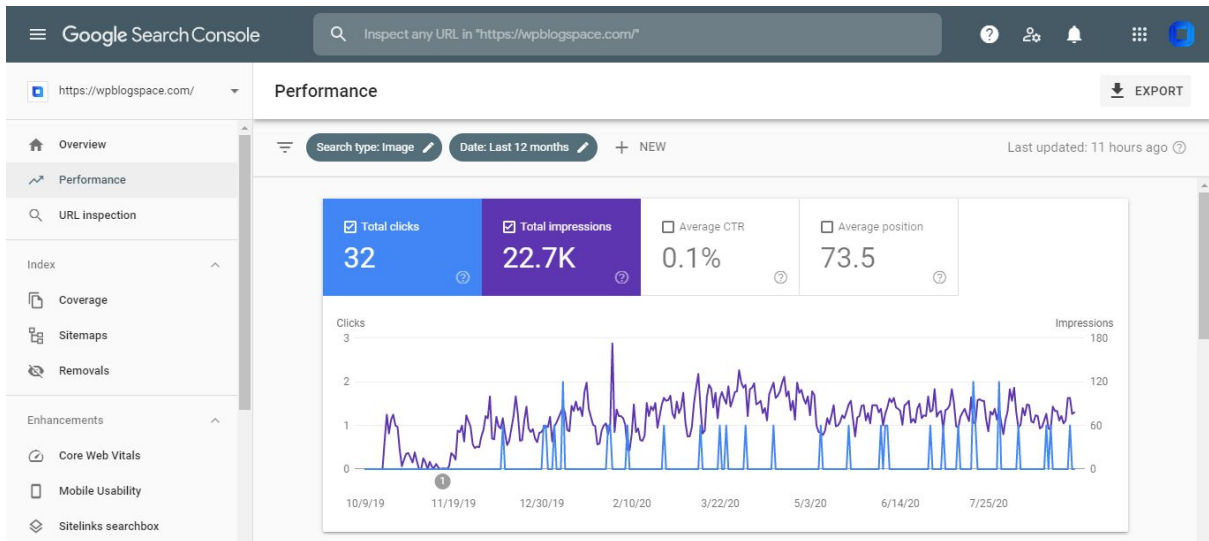 Google Search Console
Inspect any URL in "https://wpblogspace.com/"
https://wpblogspace.com/
Performance
EXPORT
Overview
Performance
URL inspection
Index
Coverage
Sitemaps
Removals
Enhancements
Core Web Vitals
Mobile Usability
Sitelinks searchbox
Search type: Image
Date: Last 12 months
NEW
Last updated: 11 hours ago
Total clicks
32
Total impressions
22.7K
Average CTR
0.1%
Average position
73.5
Clicks
Impressions
3
180
2
120
1
60
0
0
1
10/9/19 11/19/19 12/30/19 2/10/20 3/22/20 5/3/20 6/14/20 7/25/20